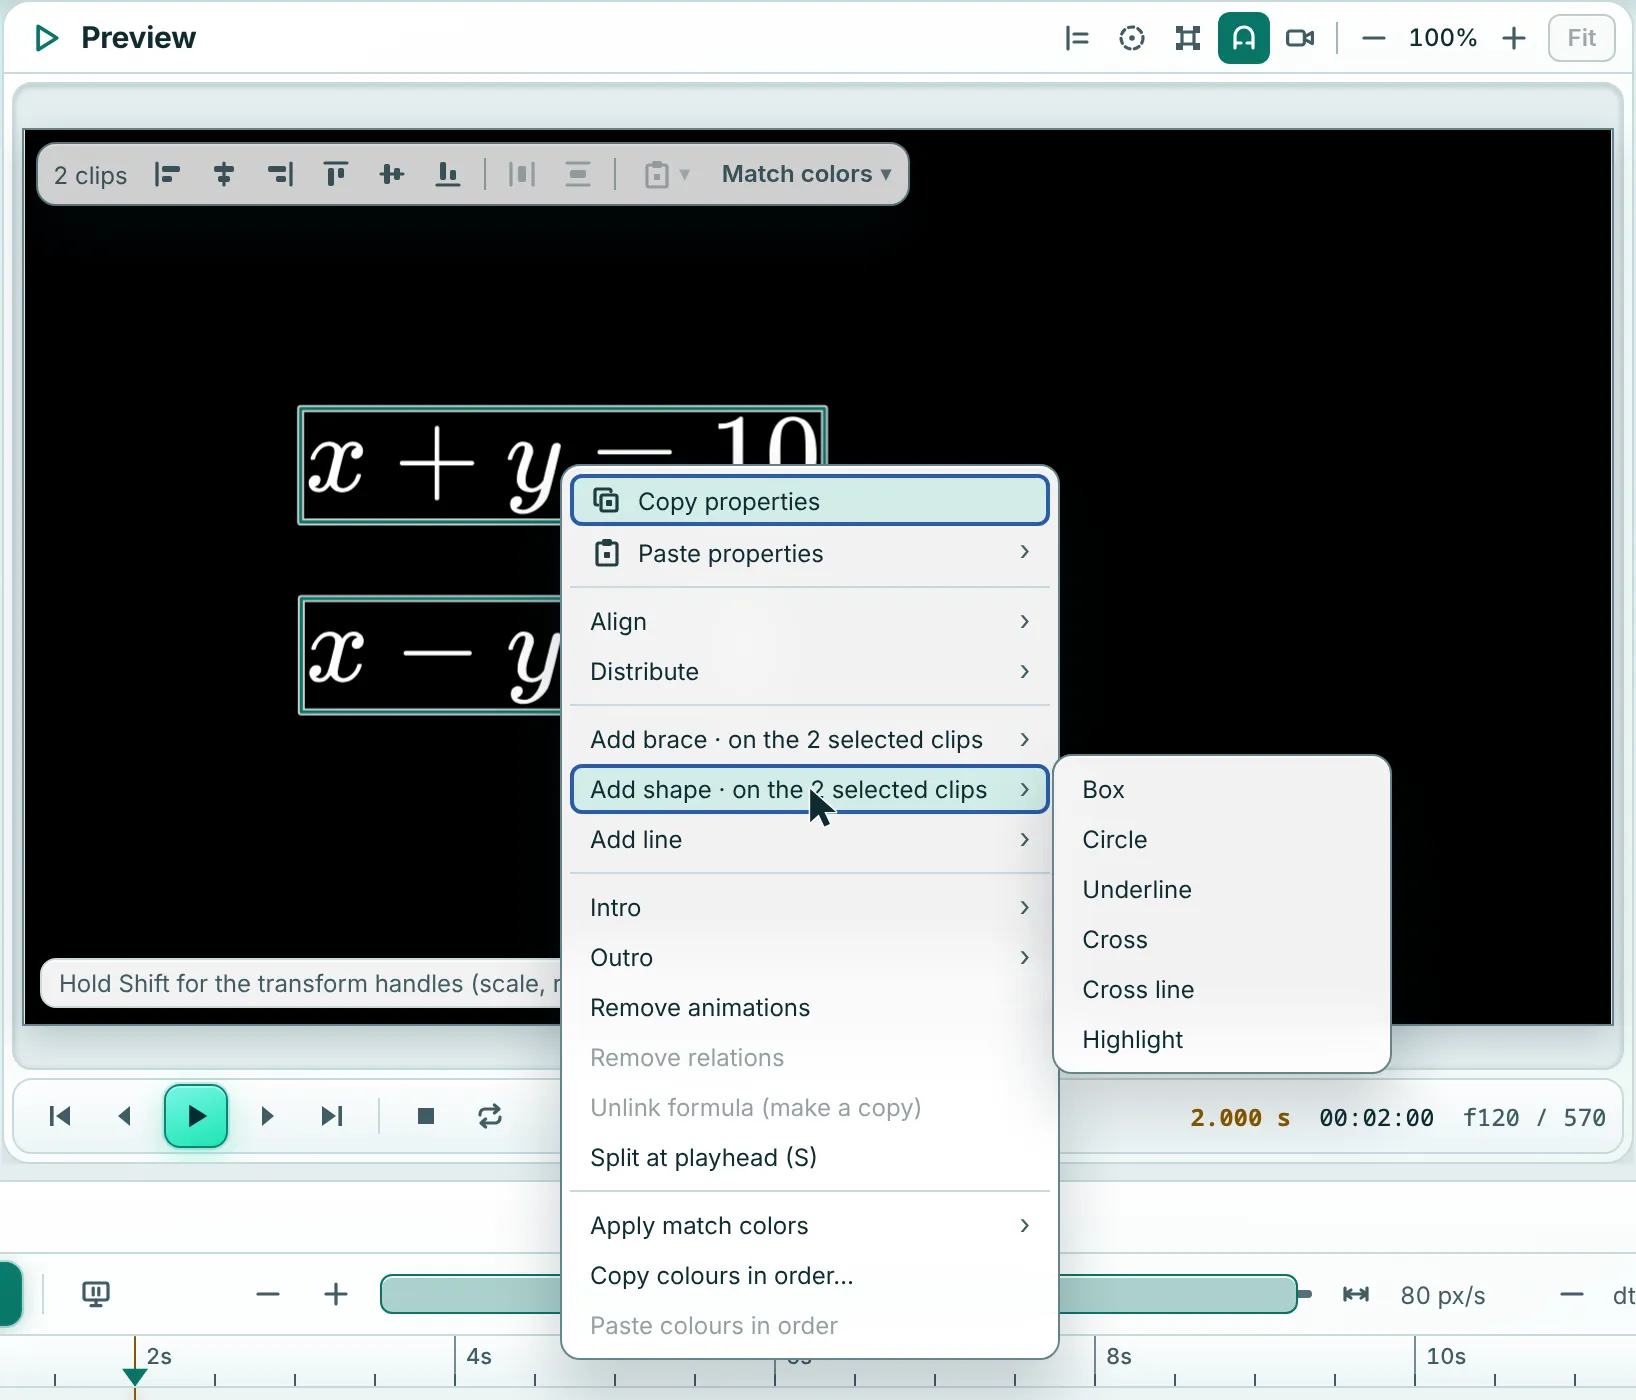 Preview
100%
Fit
2 clips
Match colors ▾
x + y = 10
x − y
Copy properties
Paste properties
Align
Distribute
Add brace · on the 2 selected clips
Add shape · on the 2 selected clips
Add line
Intro
Outro
Remove animations
Remove relations
Unlink formula (make a copy)
Split at playhead (S)
Apply match colors
Copy colours in order...
Paste colours in order
Box
Circle
Underline
Cross
Cross line
Highlight
Hold Shift for the transform handles (scale,
2.000 s 00:02:00 f120 / 570
80 px/s
dt
2s 4s 8s 10s